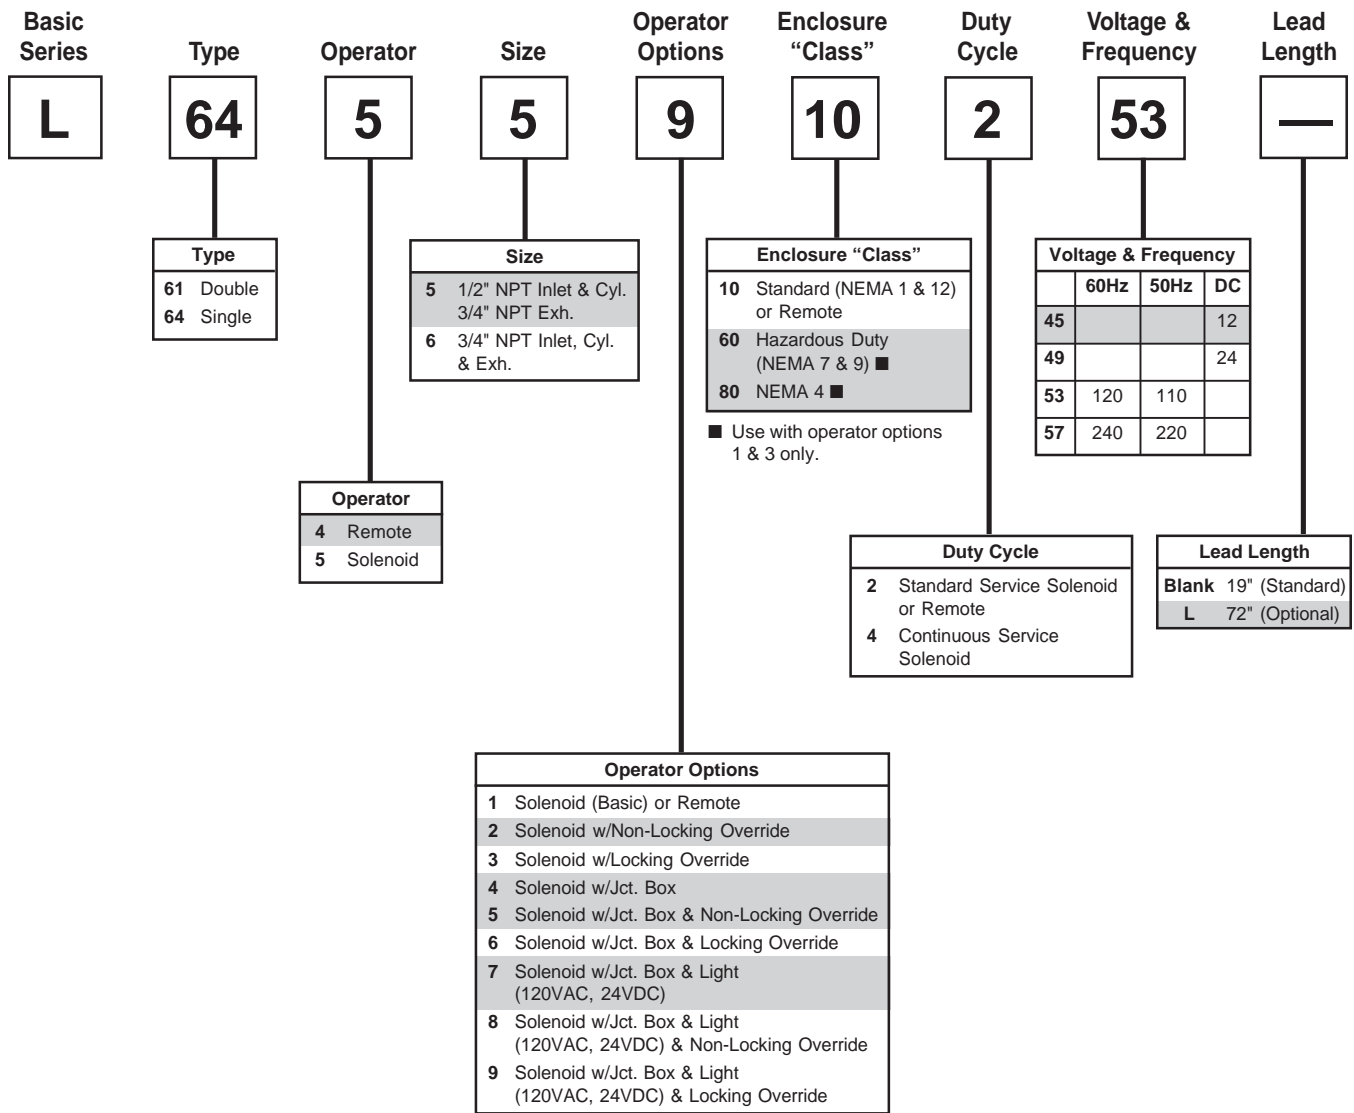 Basic Series
Type
Operator
Size
Operator Options
Enclosure “Class”
Duty Cycle
Voltage & Frequency
Lead Length
L
64
5
5
9
10
2
53
—
Type
61 Double
64 Single
Size
5 1/2" NPT Inlet & Cyl.
3/4" NPT Exh.
6 3/4" NPT Inlet, Cyl.
& Exh.
Enclosure “Class”
10 Standard (NEMA 1 & 12)
or Remote
60 Hazardous Duty
(NEMA 7 & 9) ■
80 NEMA 4 ■
■ Use with operator options
1 & 3 only.
Voltage & Frequency
60Hz 50Hz DC
45 12
49 24
53 120 110
57 240 220
Operator
4 Remote
5 Solenoid
Duty Cycle
2 Standard Service Solenoid
or Remote
4 Continuous Service
Solenoid
Lead Length
Blank 19" (Standard)
L 72" (Optional)
Operator Options
1 Solenoid (Basic) or Remote
2 Solenoid w/Non-Locking Override
3 Solenoid w/Locking Override
4 Solenoid w/Jct. Box
5 Solenoid w/Jct. Box & Non-Locking Override
6 Solenoid w/Jct. Box & Locking Override
7 Solenoid w/Jct. Box & Light
(120VAC, 24VDC)
8 Solenoid w/Jct. Box & Light
(120VAC, 24VDC) & Non-Locking Override
9 Solenoid w/Jct. Box & Light
(120VAC, 24VDC) & Locking Override